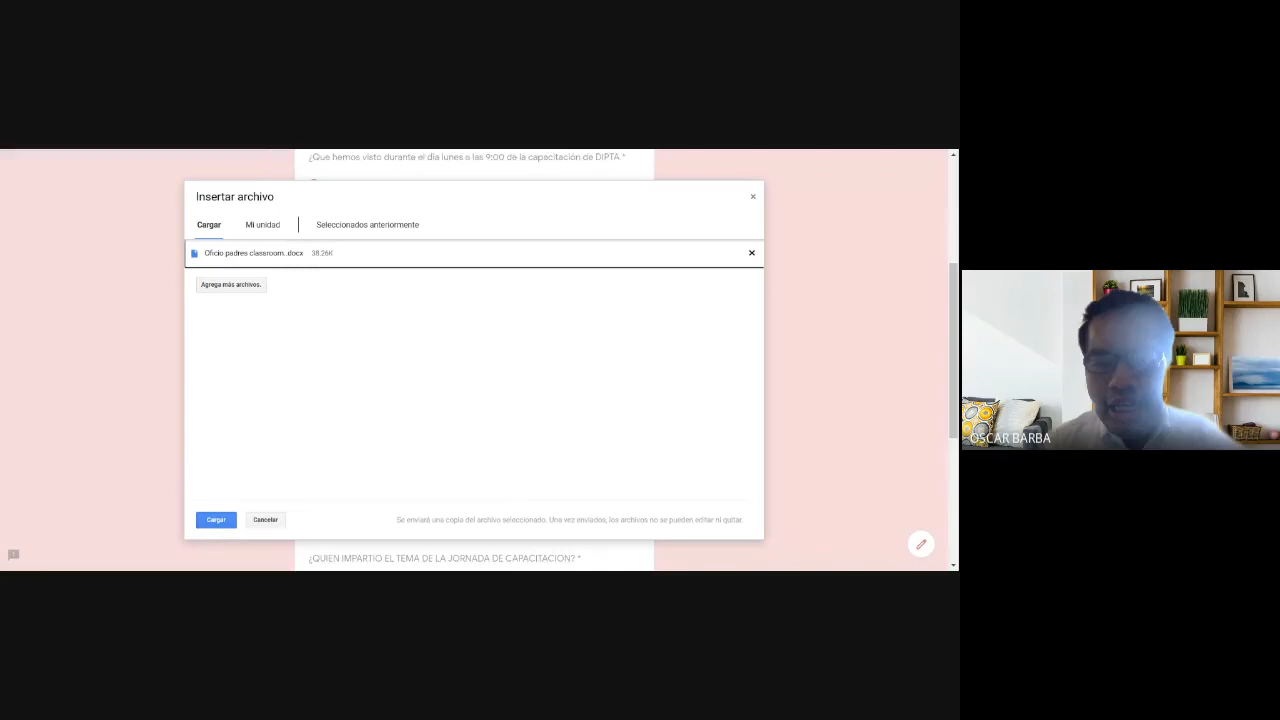 ¿Que hemos visto durante el dia lunes a las 9:00 de la capacitación de DIPTA *
Insertar archivo
Cargar Mi unidad Seleccionados anteriormente
Oficio padres classroom..docx 38.26K
Agrega más archivos.
Cargar Cancelar Se enviará una copia del archivo seleccionado. Una vez enviados, los archivos no se pueden editar ni quitar.
¿QUIEN IMPARTIO EL TEMA DE LA JORNADA DE CAPACITACION? *
OSCAR BARBA